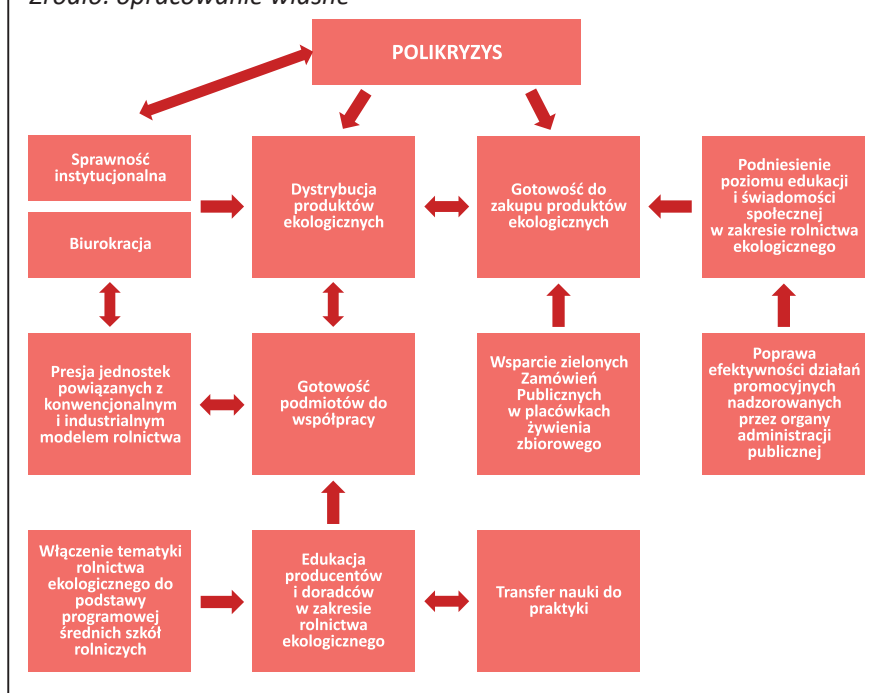 Źródło: opracowanie własne
POLIKRYZYS
Sprawność
instytucjonalna
Biurokracja
Dystrybucja
produktów
ekologicznych
Gotowość do
zakupu produktów
ekologicznych
Podniesienie
poziomu edukacji
i świadomości
społecznej
w zakresie rolnictwa
ekologicznego
Presja jednostek
powiązanych z
konwencjonalnym
i industrialnym
modelem rolnictwa
Gotowość
podmiotów do
współpracy
Wsparcie zielonych
Zamówień
Publicznych
w placówkach
żywienia
zbiorowego
Poprawa
efektywności działań
promocyjnych
nadzorowanych
przez organy
administracji
publicznej
Włączenie tematyki
rolnictwa
ekologicznego do
podstawy
programowej
średnich szkół
rolniczych
Edukacja
producentów
i doradców
w zakresie
rolnictwa
ekologicznego
Transfer nauki do
praktyki